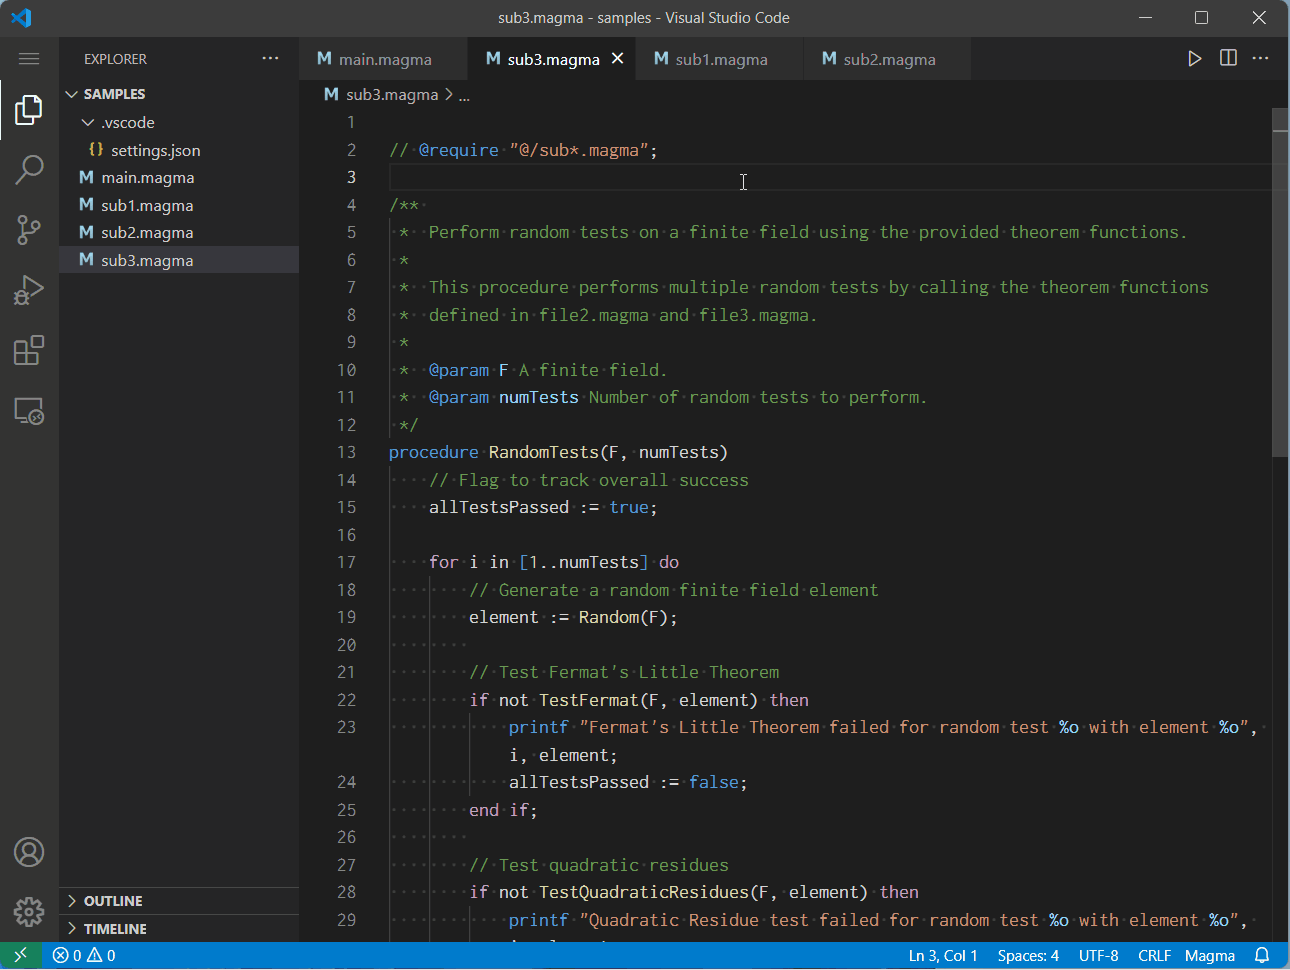 sub3.magma - samples - Visual Studio Code
EXPLORER
SAMPLES
.vscode
{} settings.json
M main.magma
M sub1.magma
M sub2.magma
M sub3.magma
OUTLINE
TIMELINE
M main.magma M sub3.magma M sub1.magma M sub2.magma
M sub3.magma > ...
1
2 // @require "@/sub*.magma";
3
4 /**
5 * Perform random tests on a finite field using the provided theorem functions.
6 *
7 * This procedure performs multiple random tests by calling the theorem functions
8 * defined in file2.magma and file3.magma.
9 *
10 * @param F A finite field.
11 * @param numTests Number of random tests to perform.
12 */
13 procedure RandomTests(F, numTests)
14 // Flag to track overall success
15 allTestsPassed := true;
16
17 for i in [1..numTests] do
18 // Generate a random finite field element
19 element := Random(F);
20
21 // Test Fermat's Little Theorem
22 if not TestFermat(F, element) then
23 printf "Fermat's Little Theorem failed for random test %o with element %o",
i, element;
24 allTestsPassed := false;
25 end if;
26
27 // Test quadratic residues
28 if not TestQuadraticResidues(F, element) then
29 printf "Quadratic Residue test failed for random test %o with element %o",
0 0 Ln 3, Col 1 Spaces: 4 UTF-8 CRLF Magma